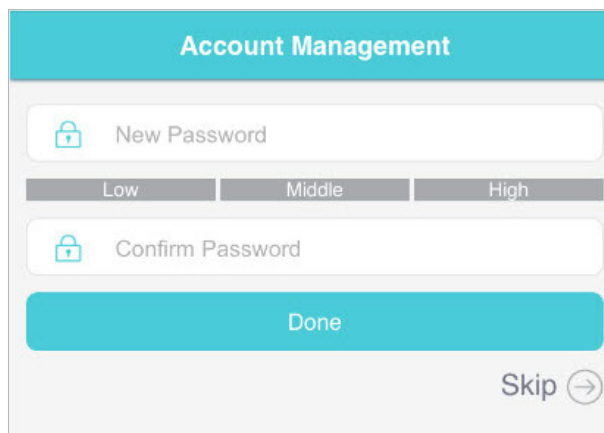 Account Management
New Password
Low Middle High
Confirm Password
Done
Skip